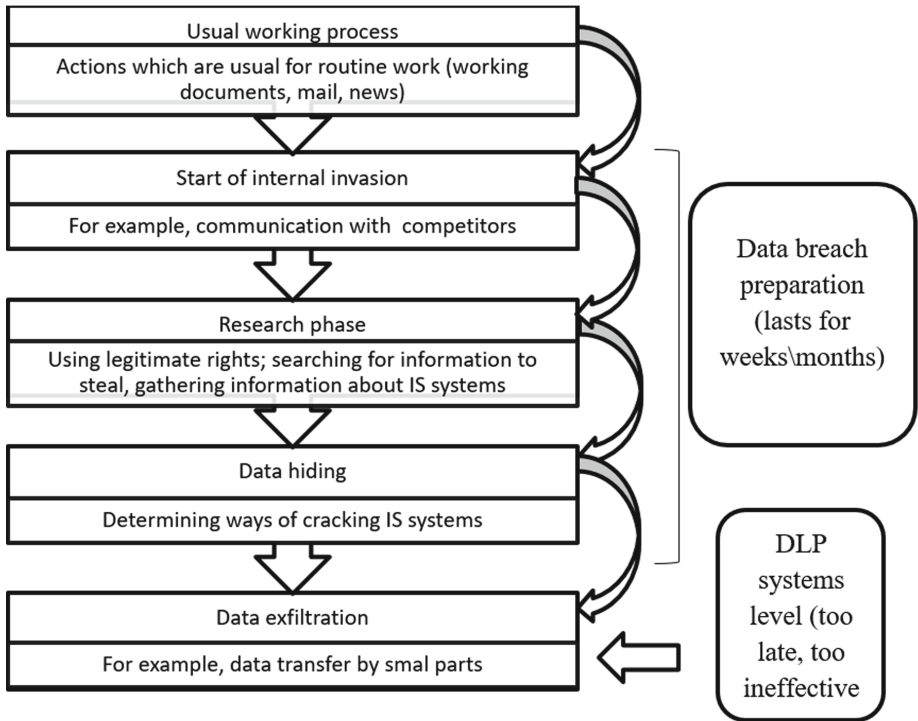 Usual working process
Actions which are usual for routine work (working
documents, mail, news)
Start of internal invasion
For example, communication with competitors
Research phase
Using legitimate rights; searching for information to
steal, gathering information about IS systems
Data hiding
Determining ways of cracking IS systems
Data exfiltration
For example, data transfer by smal parts
Data breach
preparation
(lasts for
weeks\months)
DLP
systems
level (too
late, too
ineffective